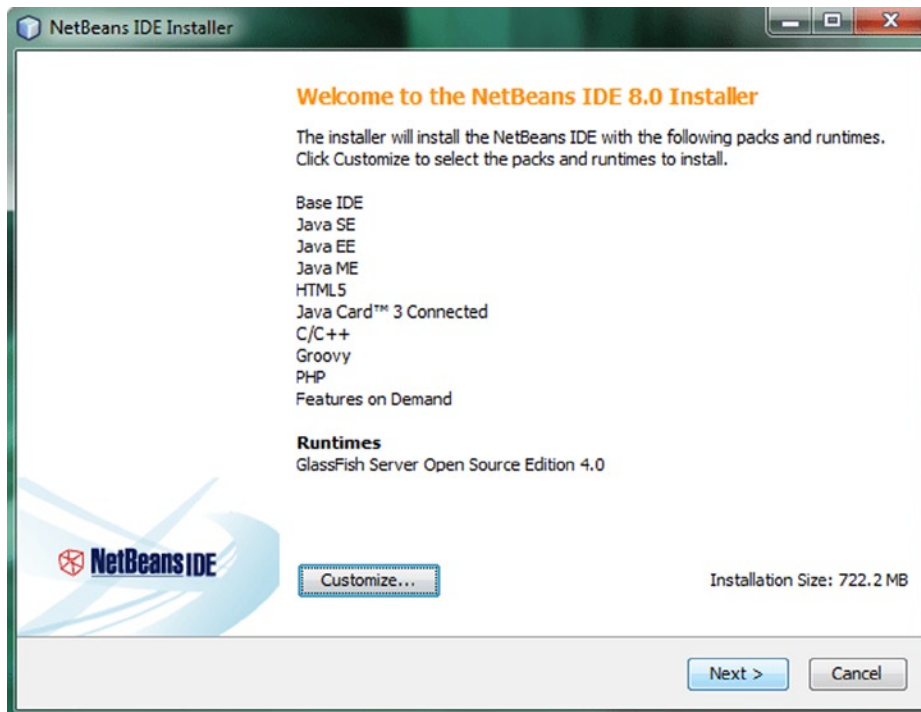 NetBeans IDE Installer
Welcome to the NetBeans IDE 8.0 Installer
The installer will install the NetBeans IDE with the following packs and runtimes.
Click Customize to select the packs and runtimes to install.
Base IDE
Java SE
Java EE
Java ME
HTML5
Java Card™ 3 Connected
C/C++
Groovy
PHP
Features on Demand
Runtimes
GlassFish Server Open Source Edition 4.0
NetBeans IDE
Customize...
Installation Size: 722.2 MB
Next >
Cancel